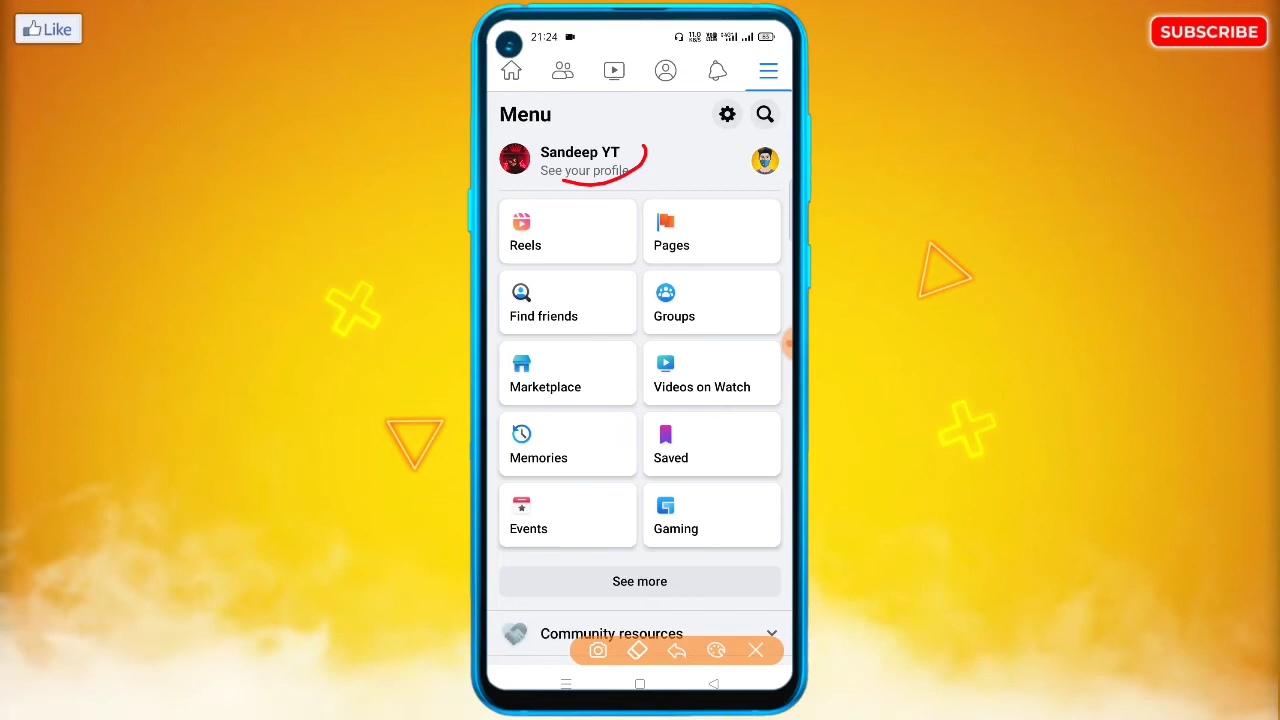 Like
SUBSCRIBE
21:24
Menu
Sandeep YT
See your profile
Reels
Pages
Find friends
Groups
Marketplace
Videos on Watch
Memories
Saved
Events
Gaming
See more
Community resources